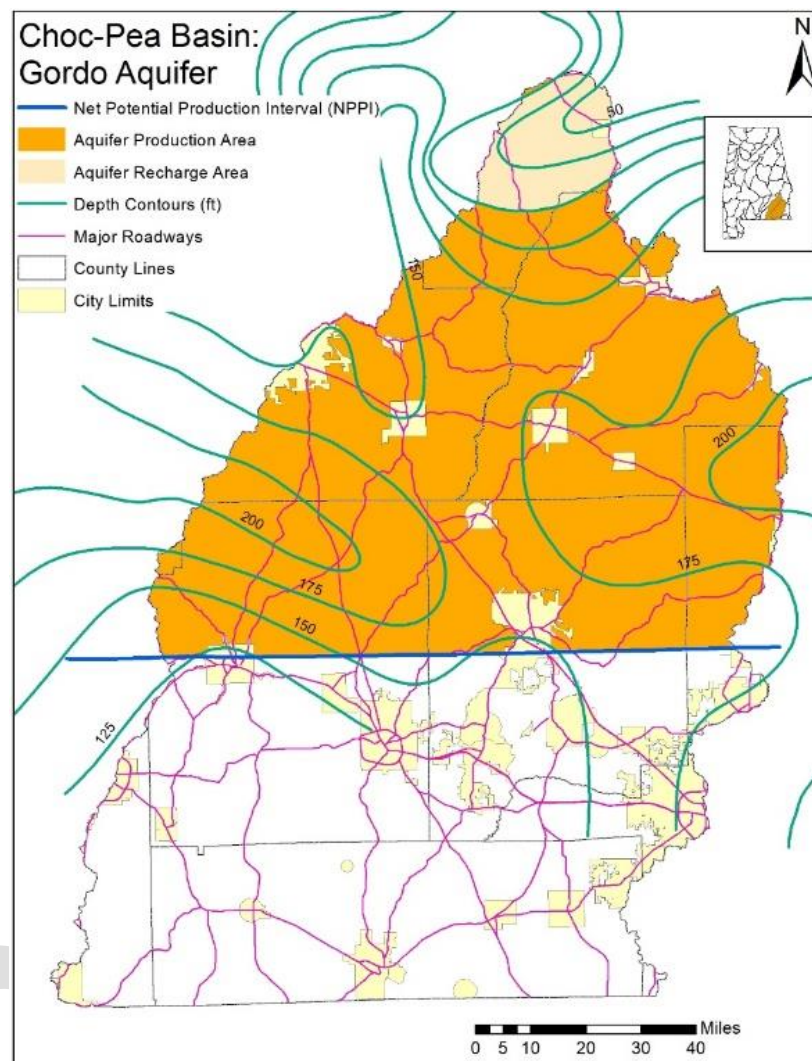 Choc-Pea Basin:
Gordo Aquifer
N
Net Potential Production Interval (NPPI)
Aquifer Production Area
Aquifer Recharge Area
Depth Contours (ft)
Major Roadways
County Lines
City Limits
50
150
200
200
175
175
150
125
Miles
0 5 10 20 30 40